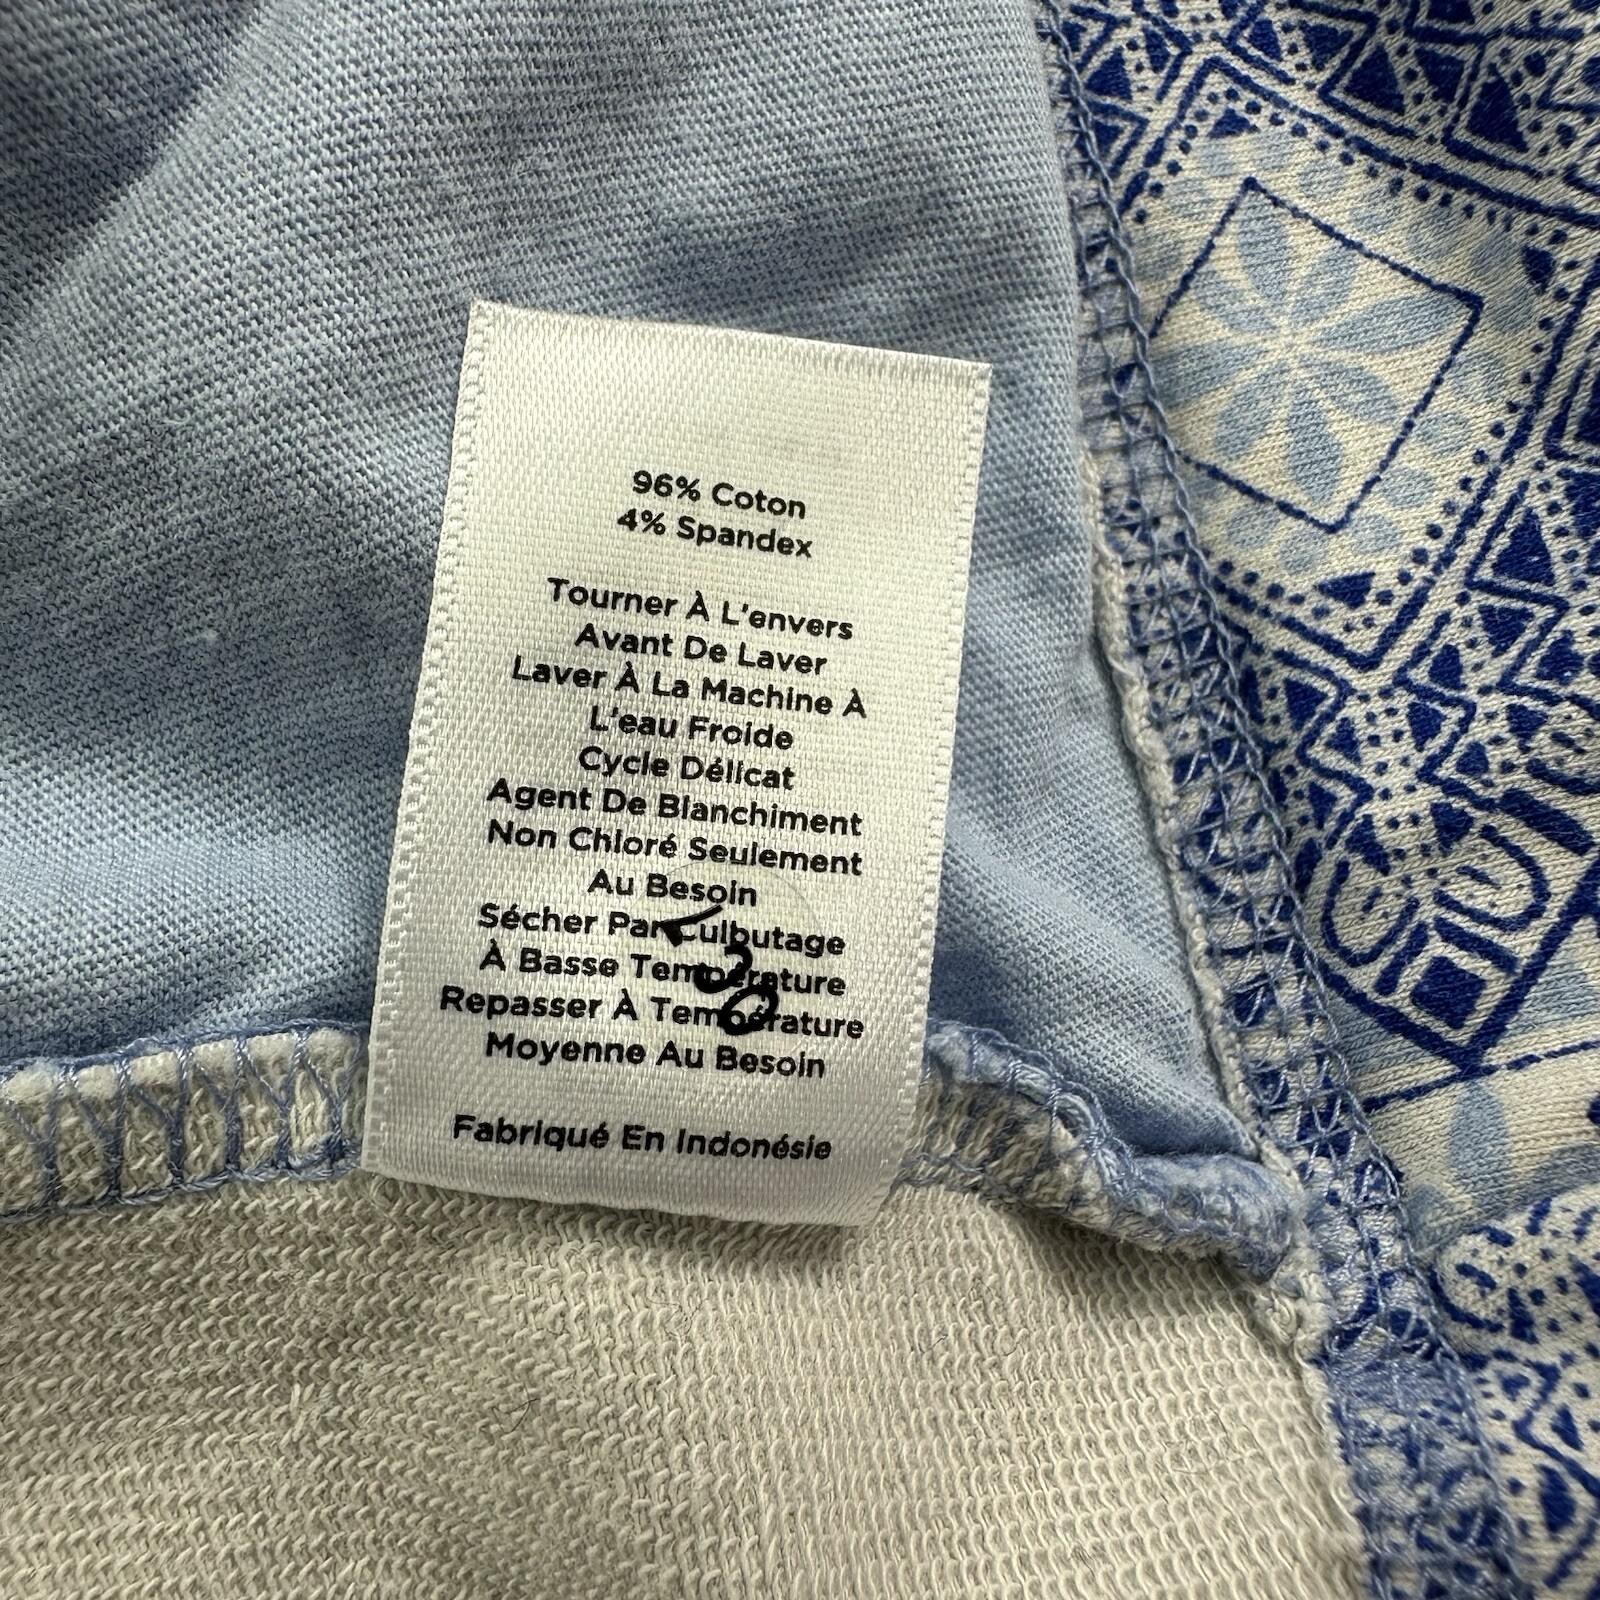 96% Coton
4% Spandex
Tourner À L'envers
Avant De Laver
Laver À La Machine À
L'eau Froide
Cycle Délicat
Agent De Blanchiment
Non Chloré Seulement
Au Besoin
Sécher Par Culbutage
À Basse Température
Repasser À Température
Moyenne Au Besoin
Fabriqué En Indonésie